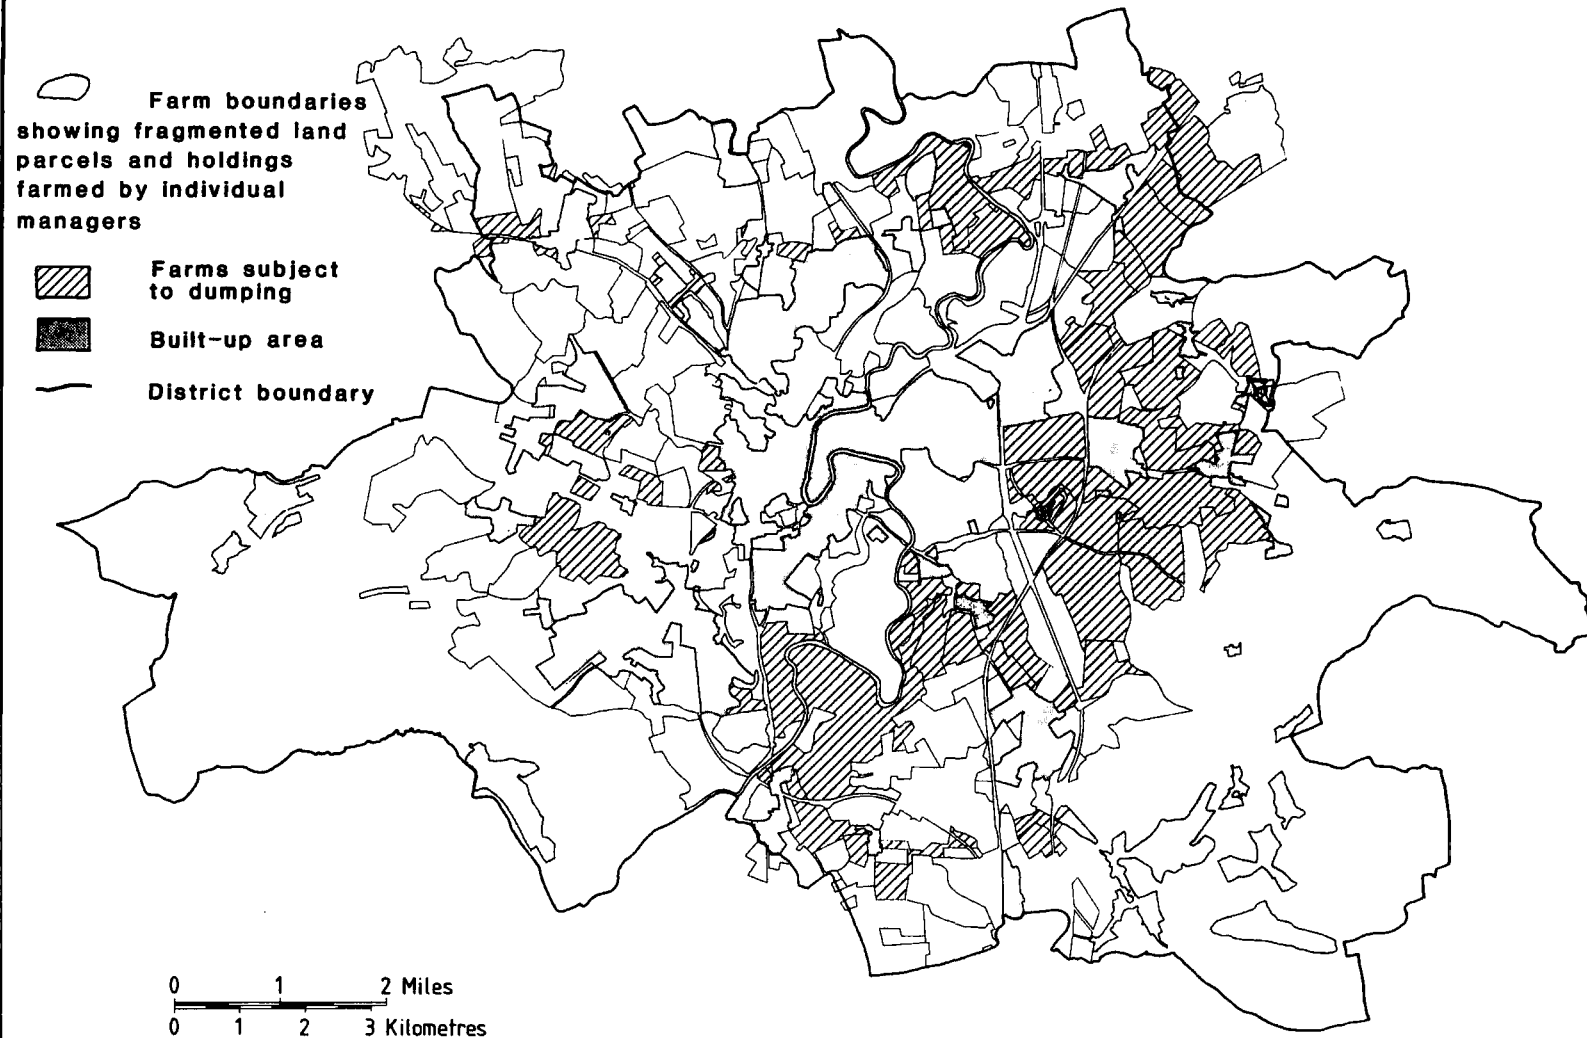 Farm boundaries
showing fragmented land
parcels and holdings
farmed by individual
managers
Farms subject
to dumping
Built-up area
District boundary
0 1 2 Miles
0 1 2 3 Kilometres